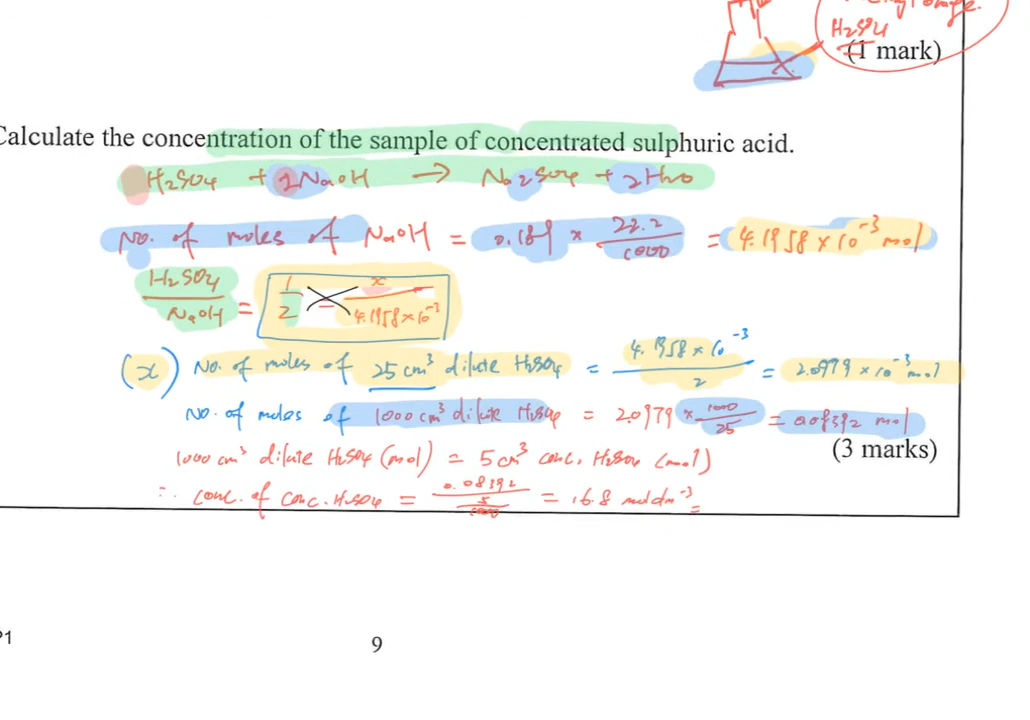 H2SO4
(1 mark)
Calculate the concentration of the sample of concentrated sulphuric acid.
H2SO4 + 2NaOH → Na2SO4 + 2H2O
No. of moles of NaOH = 0.189 × 22.2/1000 = 4.1958 × 10^-3 mol
H2SO4/NaOH = 1/2 = x/4.1958×10^-3
(x) No. of moles of 25 cm³ dilute H2SO4 = 4.1958 × 10^-3/2 = 2.0979 × 10^-3 mol
No. of moles of 1000 cm³ dilute H2SO4 = 2.0979 × 1000/25 = 0.08392 mol
(3 marks)
1000 cm³ dilute H2SO4 (mol) = 5 cm³ conc. H2SO4 (mol)
∴ conc. of conc. H2SO4 = 0.08392/(5/1000) = 16.8 mol dm^-3
P1
9